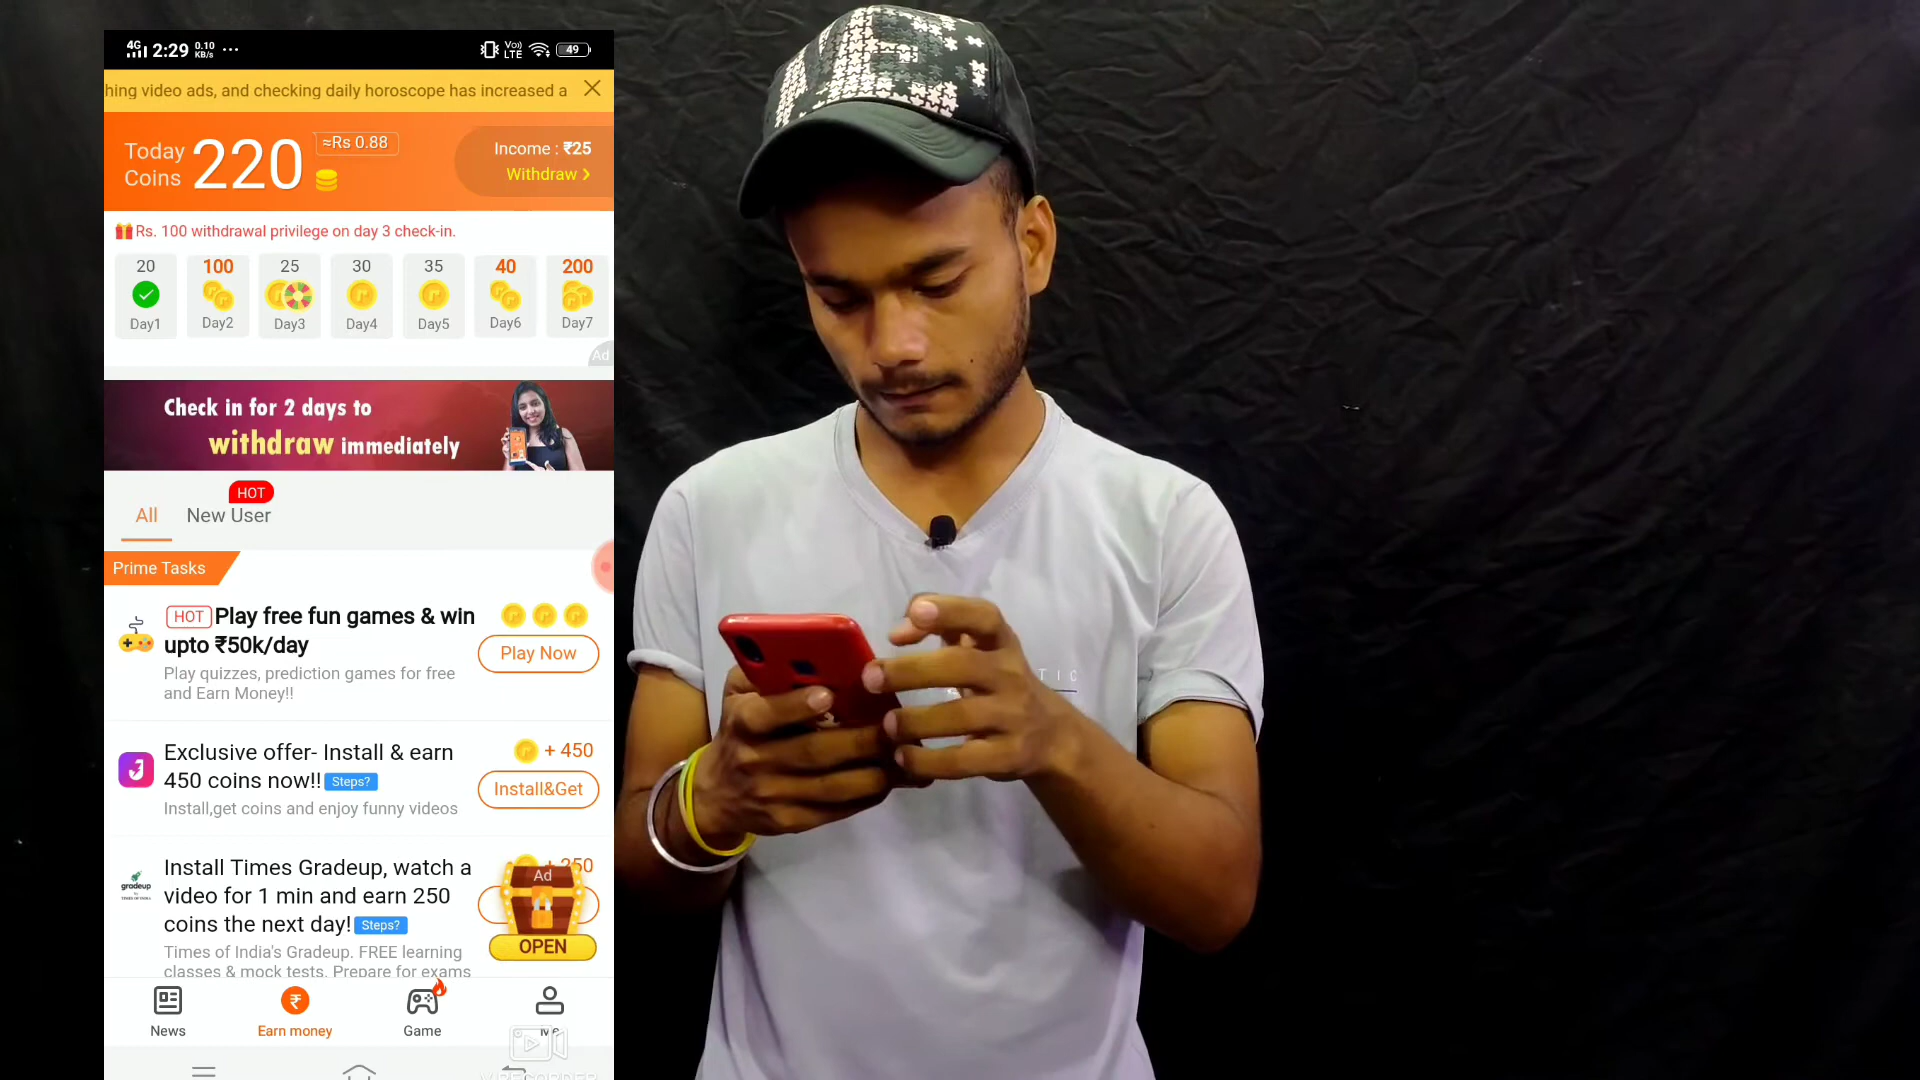 4G 2:29 0.10 KB/s ... Vo) LTE 49
hing video ads, and checking daily horoscope has increased a
Today Coins 220 ≈Rs 0.88
Income : ₹25
Withdraw >
Rs. 100 withdrawal privilege on day 3 check-in.
20 100 25 30 35 40 200
Day1 Day2 Day3 Day4 Day5 Day6 Day7
Ad
Check in for 2 days to
withdraw immediately
HOT
All New User
Prime Tasks
HOT Play free fun games & win
upto ₹50k/day
Play Now
Play quizzes, prediction games for free
and Earn Money!!
Exclusive offer- Install & earn
450 coins now!! Steps?
+ 450
Install&Get
Install,get coins and enjoy funny videos
Install Times Gradeup, watch a
video for 1 min and earn 250
coins the next day! Steps?
+ 250
Ad
OPEN
gradeup
Times of India's Gradeup. FREE learning
classes & mock tests. Prepare for exams
News Earn money Game Me
V RECORDER
TIC